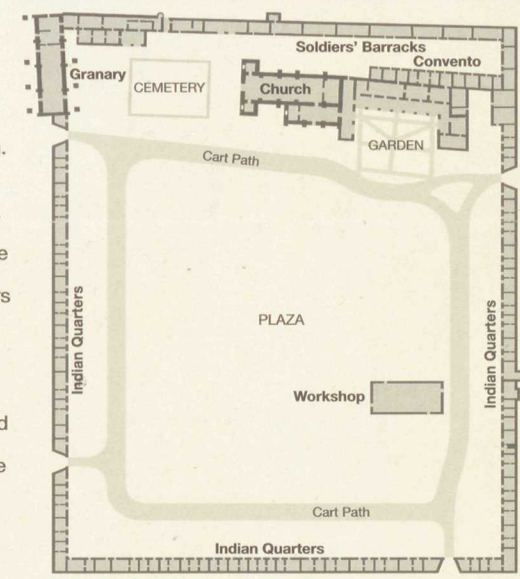 Soldiers' Barracks
Convento
Granary
CEMETERY
Church
GARDEN
Cart Path
PLAZA
Indian Quarters
Indian Quarters
Workshop
Cart Path
Indian Quarters